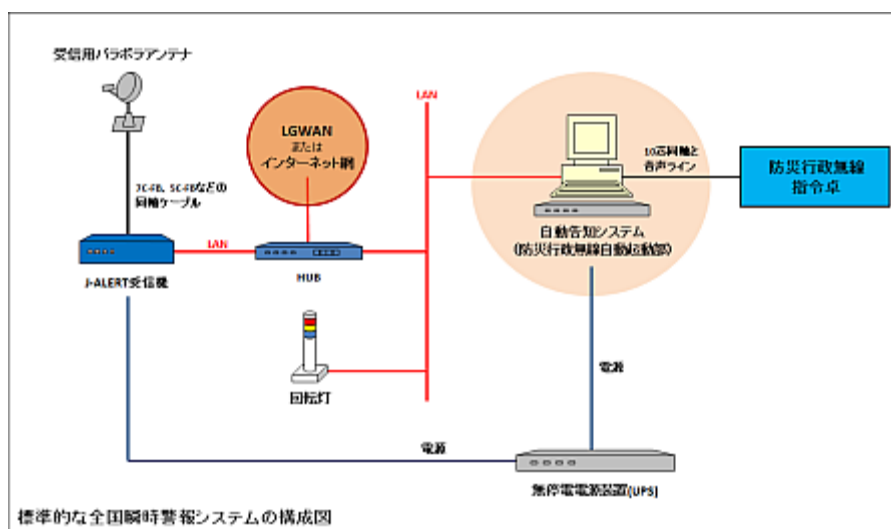 受信用パラボラアンテナ
LGWAN
または
インターネット網
LAN
10芯同軸と
音声ライン
防災行政無線
指令卓
7C-FB、5C-FBなどの
同軸ケーブル
LAN
自動告知システム
(防災行政無線自動起動部)
J-ALERT受信機
HUB
回転灯
電源
電源
無停電電源装置(UPS)
標準的な全国瞬時警報システムの構成図